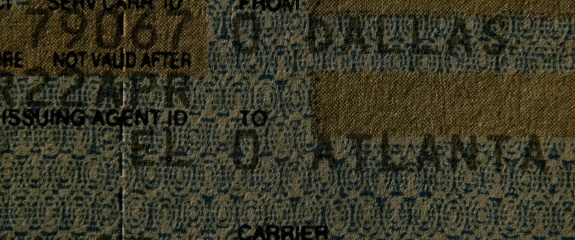 SERV CARR ID FROM
79067 O DALLAS
NOT VALID AFTER
22APR
ISSUING AGENT ID TO
EL O ATLANTA
CARRIER